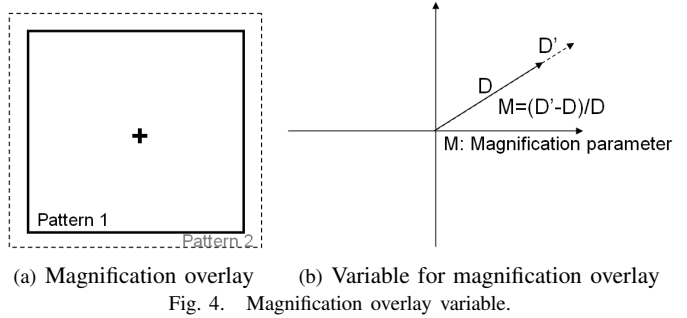 Pattern 1
Pattern 2
D'
D
M=(D'-D)/D
M: Magnification parameter
(a) Magnification overlay
(b) Variable for magnification overlay
Fig. 4. Magnification overlay variable.